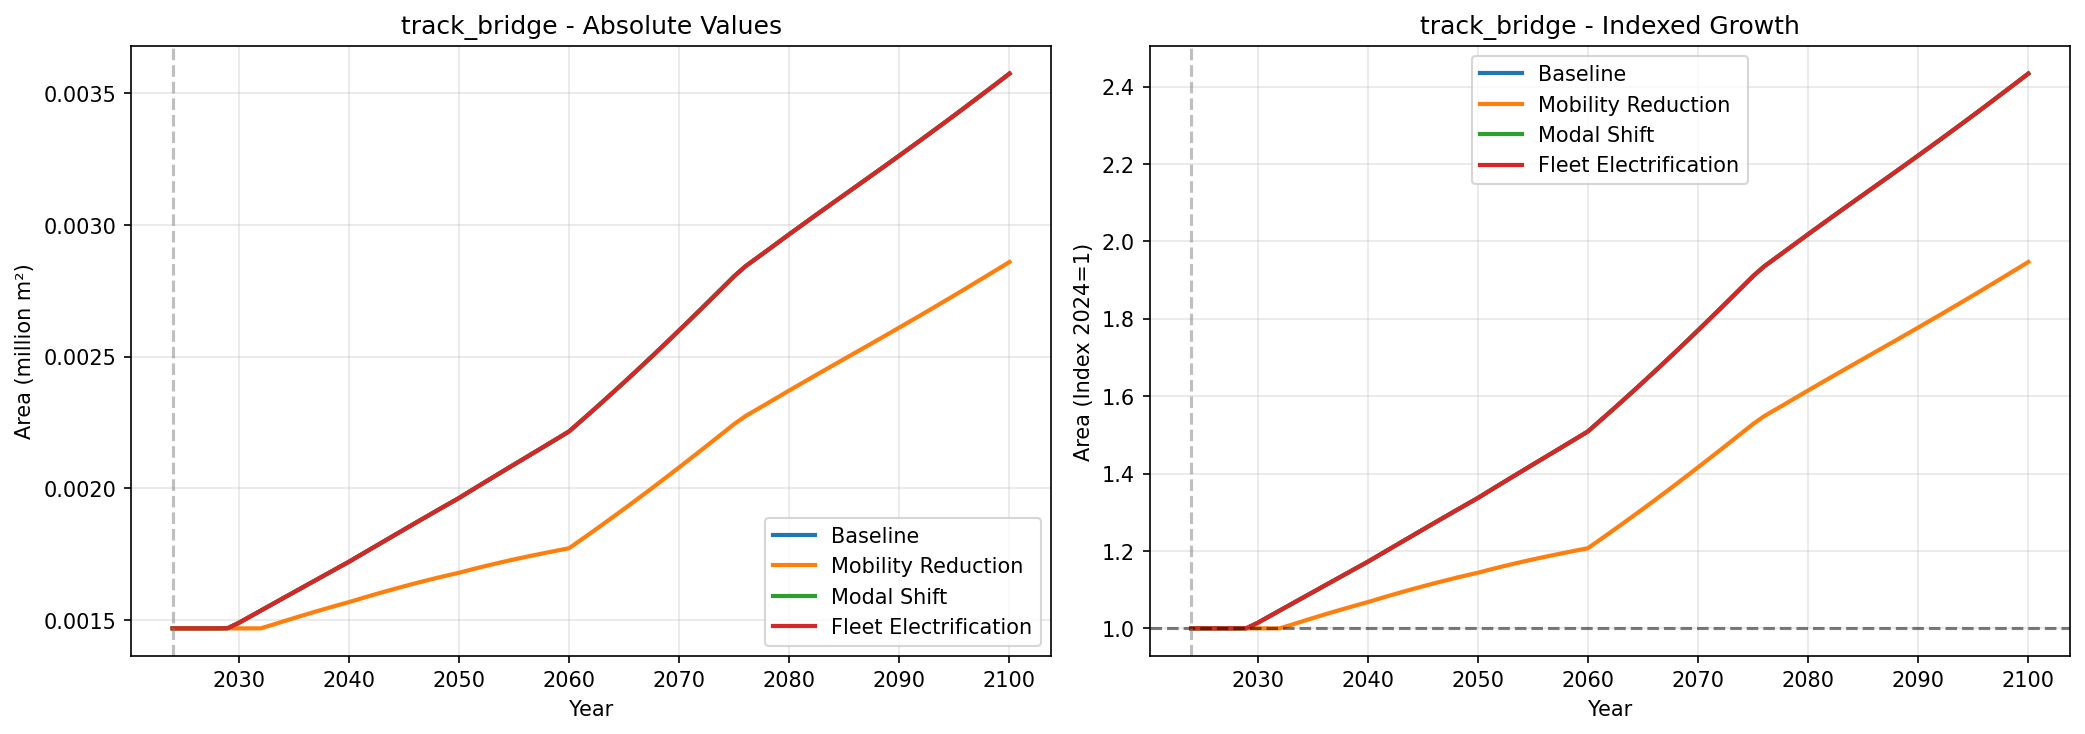 track_bridge - Absolute Values
Area (million m²)
0.0035
0.0030
0.0025
0.0020
0.0015
Baseline
Mobility Reduction
Modal Shift
Fleet Electrification
2030 2040 2050 2060 2070 2080 2090 2100
Year
track_bridge - Indexed Growth
Area (Index 2024=1)
2.4
2.2
2.0
1.8
1.6
1.4
1.2
1.0
Baseline
Mobility Reduction
Modal Shift
Fleet Electrification
2030 2040 2050 2060 2070 2080 2090 2100
Year